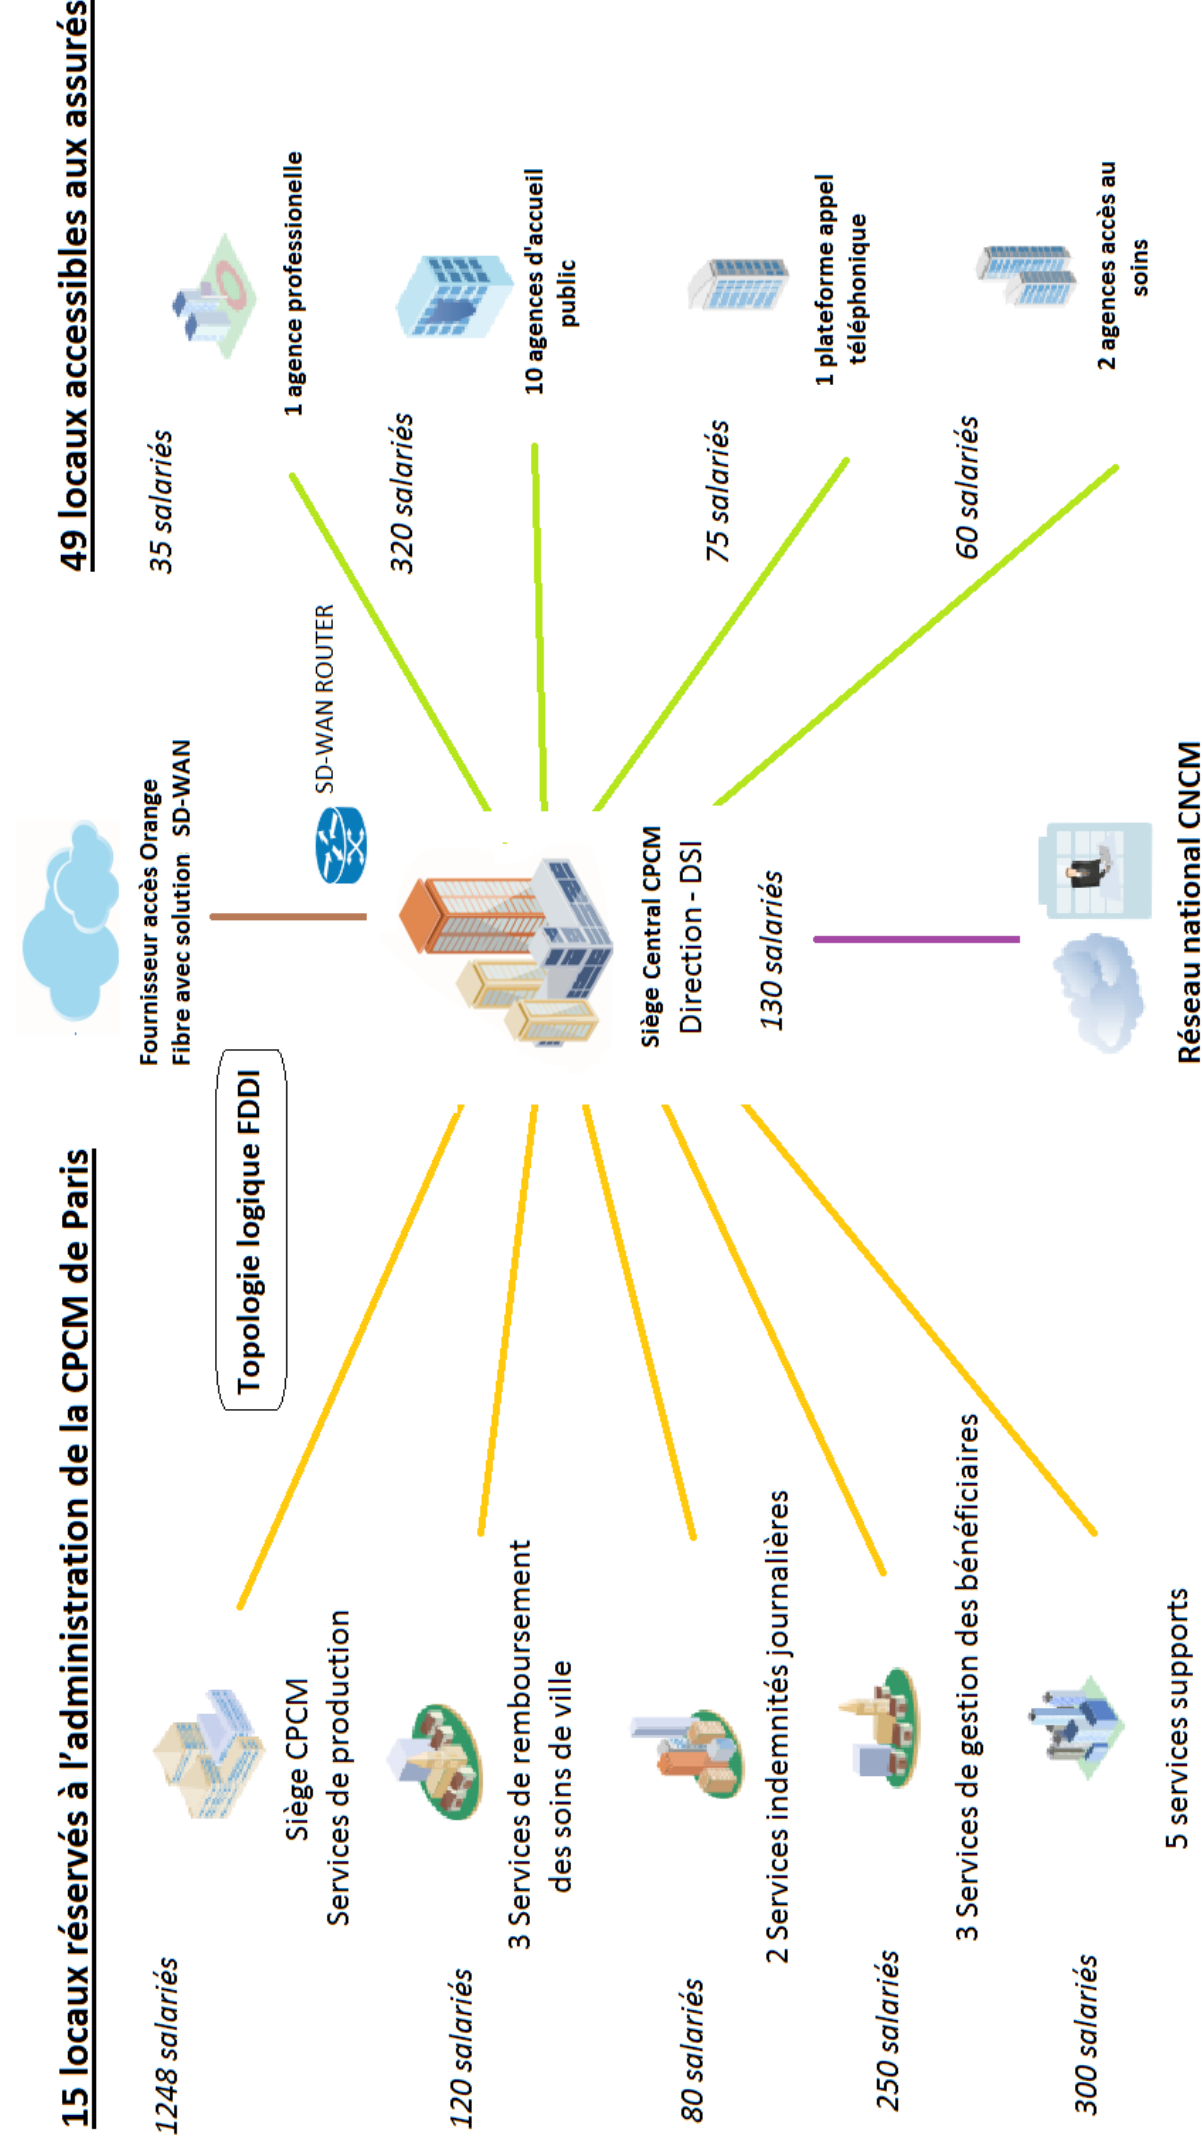 15 locaux réservés à l'administration de la CPCM de Paris
1248 salariés
Siège CPCM
Services de production
120 salariés
3 Services de remboursement
des soins de ville
80 salariés
2 Services indemnités journalières
250 salariés
3 Services de gestion des bénéficiaires
300 salariés
5 services supports
Topologie logique FDDI
Fournisseur accès Orange
Fibre avec solution SD-WAN
SD-WAN ROUTER
Siège Central CPCM
Direction - DSI
130 salariés
Réseau national CNCM
49 locaux accessibles aux assurés
35 salariés
1 agence professionelle
320 salariés
10 agences d'accueil
public
75 salariés
1 plateforme appel
téléphonique
60 salariés
2 agences accès au
soins